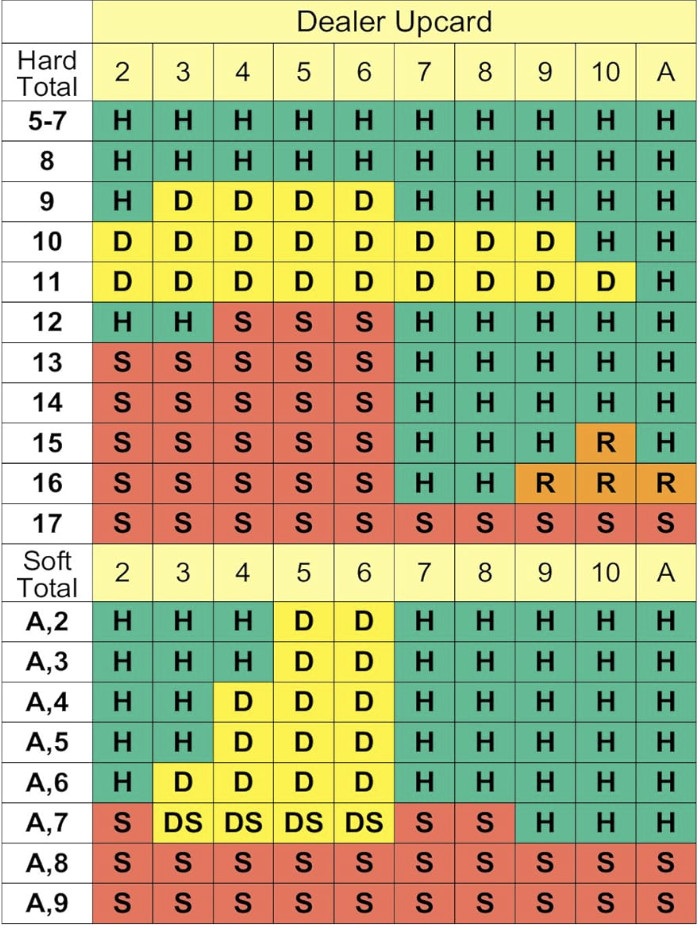 Dealer Upcard
Hard Total 2 3 4 5 6 7 8 9 10 A
5-7 H H H H H H H H H H
8 H H H H H H H H H H
9 H D D D D H H H H H
10 D D D D D D D D H H
11 D D D D D D D D D H
12 H H S S S H H H H H
13 S S S S S H H H H H
14 S S S S S H H H H H
15 S S S S S H H H R H
16 S S S S S H H R R R
17 S S S S S S S S S S
Soft Total 2 3 4 5 6 7 8 9 10 A
A,2 H H H D D H H H H H
A,3 H H H D D H H H H H
A,4 H H D D D H H H H H
A,5 H H D D D H H H H H
A,6 H D D D D H H H H H
A,7 S DS DS DS DS S S H H H
A,8 S S S S S S S S S S
A,9 S S S S S S S S S S